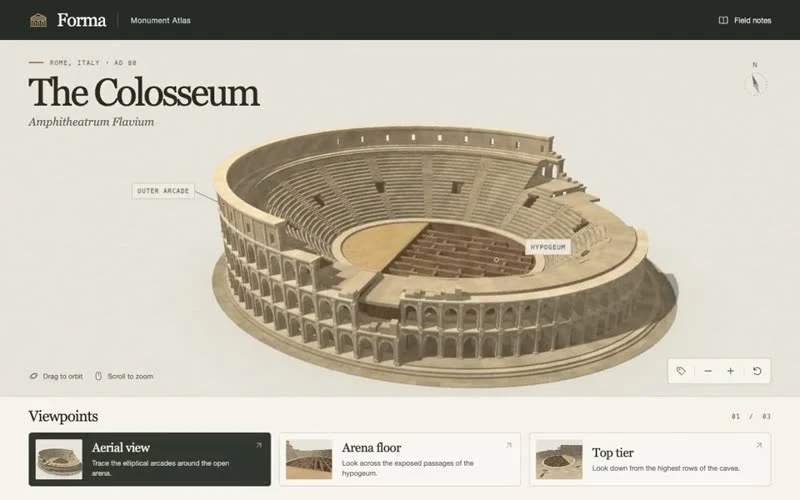 Forma
Monument Atlas
Field notes
ROME, ITALY • AD 80
The Colosseum
Amphitheatrum Flavium
N
OUTER ARCADE
HYPOGEUM
Drag to orbit
Scroll to zoom
Viewpoints
01 / 03
Aerial view
Trace the elliptical arcades around the open
arena.
Arena floor
Look across the exposed passages of the
hypogeum.
Top tier
Look down from the highest rows of the cavea.